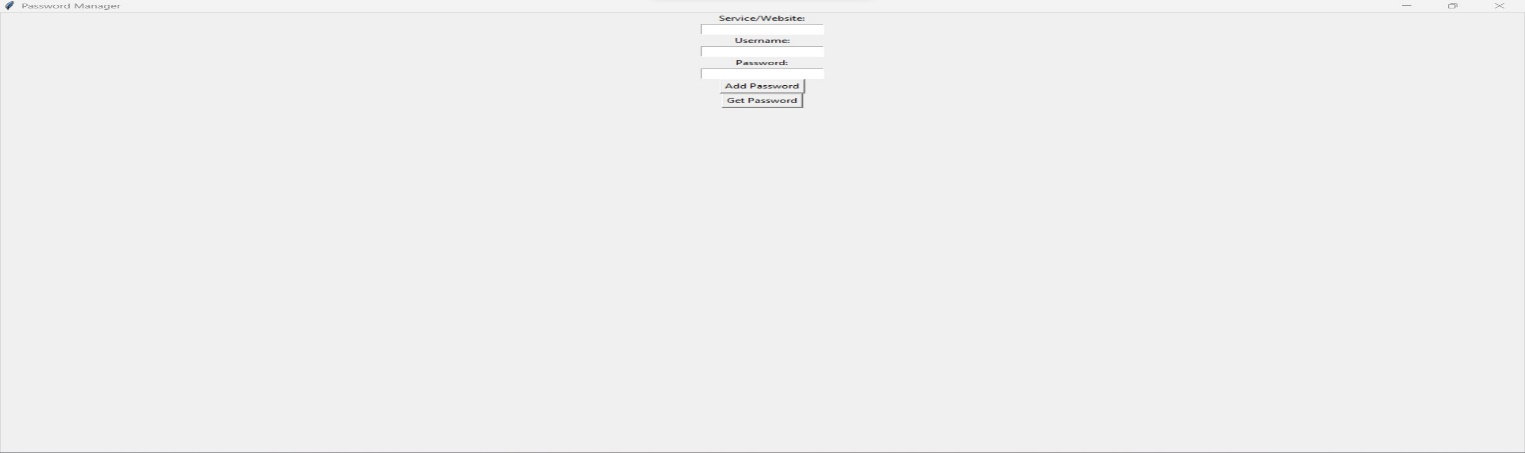 Password Manager
Service/Website:
Username:
Password:
Add Password
Get Password